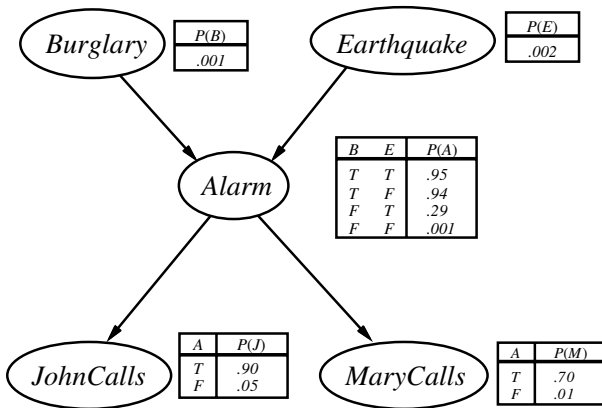 Burglary
P(B)
.001
Earthquake
P(E)
.002
Alarm
B E P(A)
T T .95
T F .94
F T .29
F F .001
JohnCalls
A P(J)
T .90
F .05
MaryCalls
A P(M)
T .70
F .01